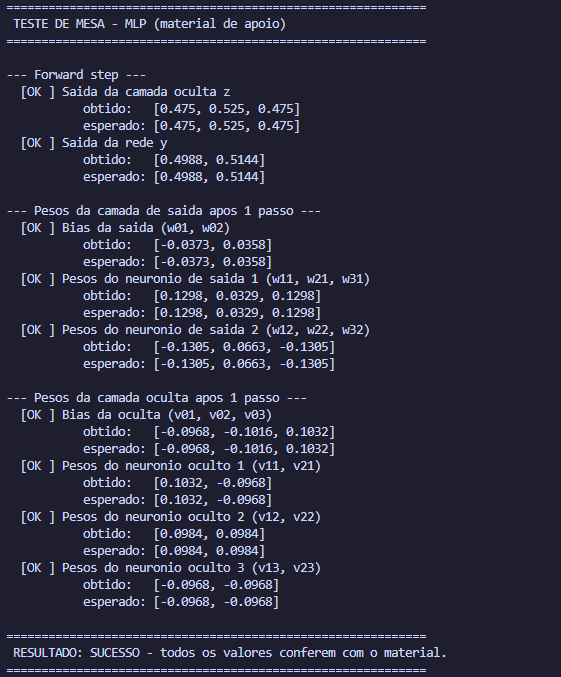 ============================================================
TESTE DE MESA - MLP (material de apoio)
============================================================
--- Forward step ---
[OK ] Saida da camada oculta z
obtido:   [0.475, 0.525, 0.475]
esperado: [0.475, 0.525, 0.475]
[OK ] Saida da rede y
obtido:   [0.4988, 0.5144]
esperado: [0.4988, 0.5144]
--- Pesos da camada de saida apos 1 passo ---
[OK ] Bias da saida (w01, w02)
obtido:   [-0.0373, 0.0358]
esperado: [-0.0373, 0.0358]
[OK ] Pesos do neuronio de saida 1 (w11, w21, w31)
obtido:   [0.1298, 0.0329, 0.1298]
esperado: [0.1298, 0.0329, 0.1298]
[OK ] Pesos do neuronio de saida 2 (w12, w22, w32)
obtido:   [-0.1305, 0.0663, -0.1305]
esperado: [-0.1305, 0.0663, -0.1305]
--- Pesos da camada oculta apos 1 passo ---
[OK ] Bias da oculta (v01, v02, v03)
obtido:   [-0.0968, -0.1016, 0.1032]
esperado: [-0.0968, -0.1016, 0.1032]
[OK ] Pesos do neuronio oculto 1 (v11, v21)
obtido:   [0.1032, -0.0968]
esperado: [0.1032, -0.0968]
[OK ] Pesos do neuronio oculto 2 (v12, v22)
obtido:   [0.0984, 0.0984]
esperado: [0.0984, 0.0984]
[OK ] Pesos do neuronio oculto 3 (v13, v23)
obtido:   [-0.0968, -0.0968]
esperado: [-0.0968, -0.0968]
============================================================
RESULTADO: SUCESSO - todos os valores conferem com o material.
============================================================